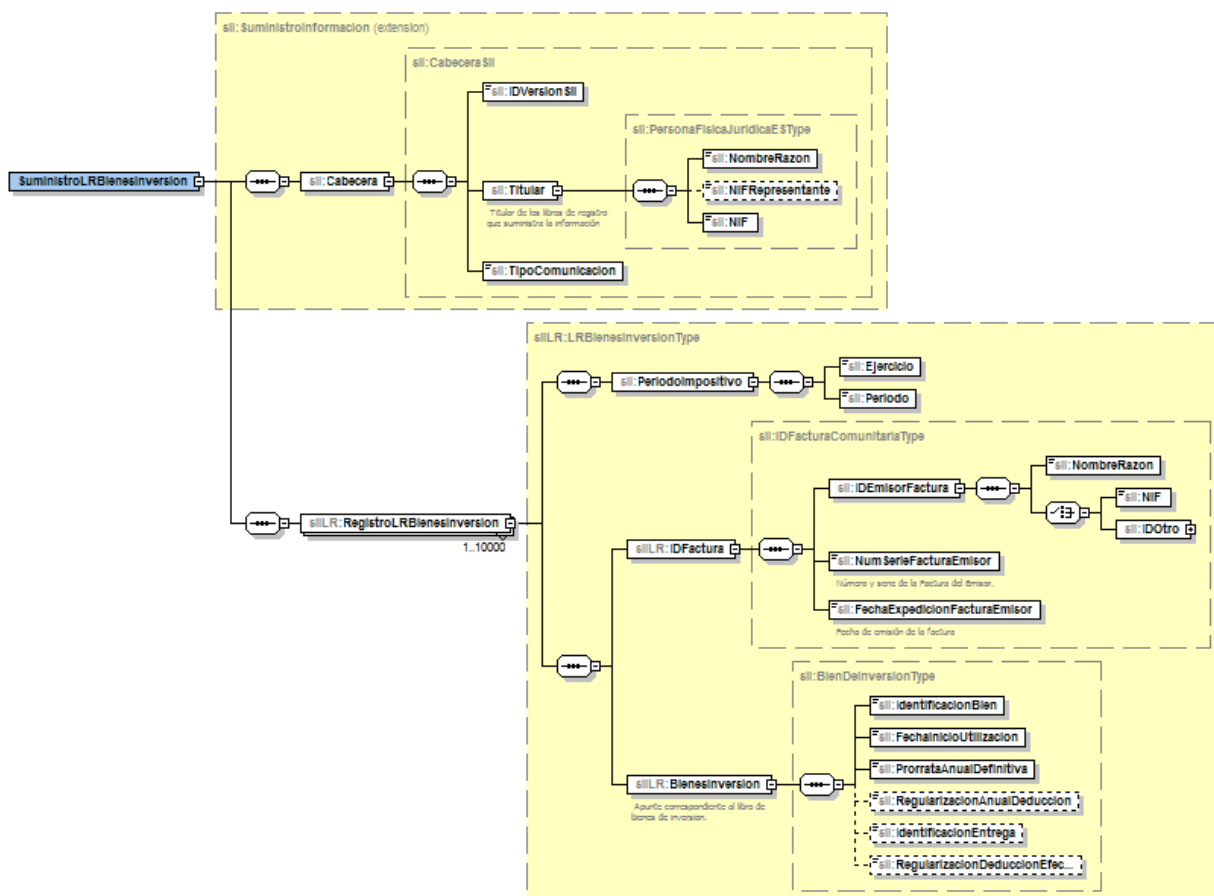 sii:SuministroInformacion (extension)
sii:CabeceraSii
sii:IDVersionSii
sii:PersonaFisicaJuridicaESType
sii:NombreRazon
SuministroLRBienesInversion
sii:Cabecera
sii:Titular
sii:NIFRepresentante
Titular de los libros de registro
que suministra la información
sii:NIF
sii:TipoComunicacion
siiLR:LRBienesInversionType
sii:PeriodoImpositivo
sii:Ejercicio
sii:Periodo
sii:IDFacturaComunitariaType
sii:IDEmisorFactura
sii:NombreRazon
sii:NIF
sii:IDOtro
siiLR:RegistroLRBienesInversion
1..10000
siiLR:IDFactura
sii:NumSerieFacturaEmisor
Número y serie de la Factura del Emisor.
sii:FechaExpedicionFacturaEmisor
Fecha de emisión de la factura
sii:BienDeInversionType
sii:IdentificacionBien
sii:FechaInicioUtilizacion
sii:ProrrataAnualDefinitiva
siiLR:BienesInversion
Apunte correspondiente al libro de
bienes de inversion.
sii:RegularizacionAnualDeduccion
sii:IdentificacionEntrega
sii:RegularizacionDeduccionEfec...